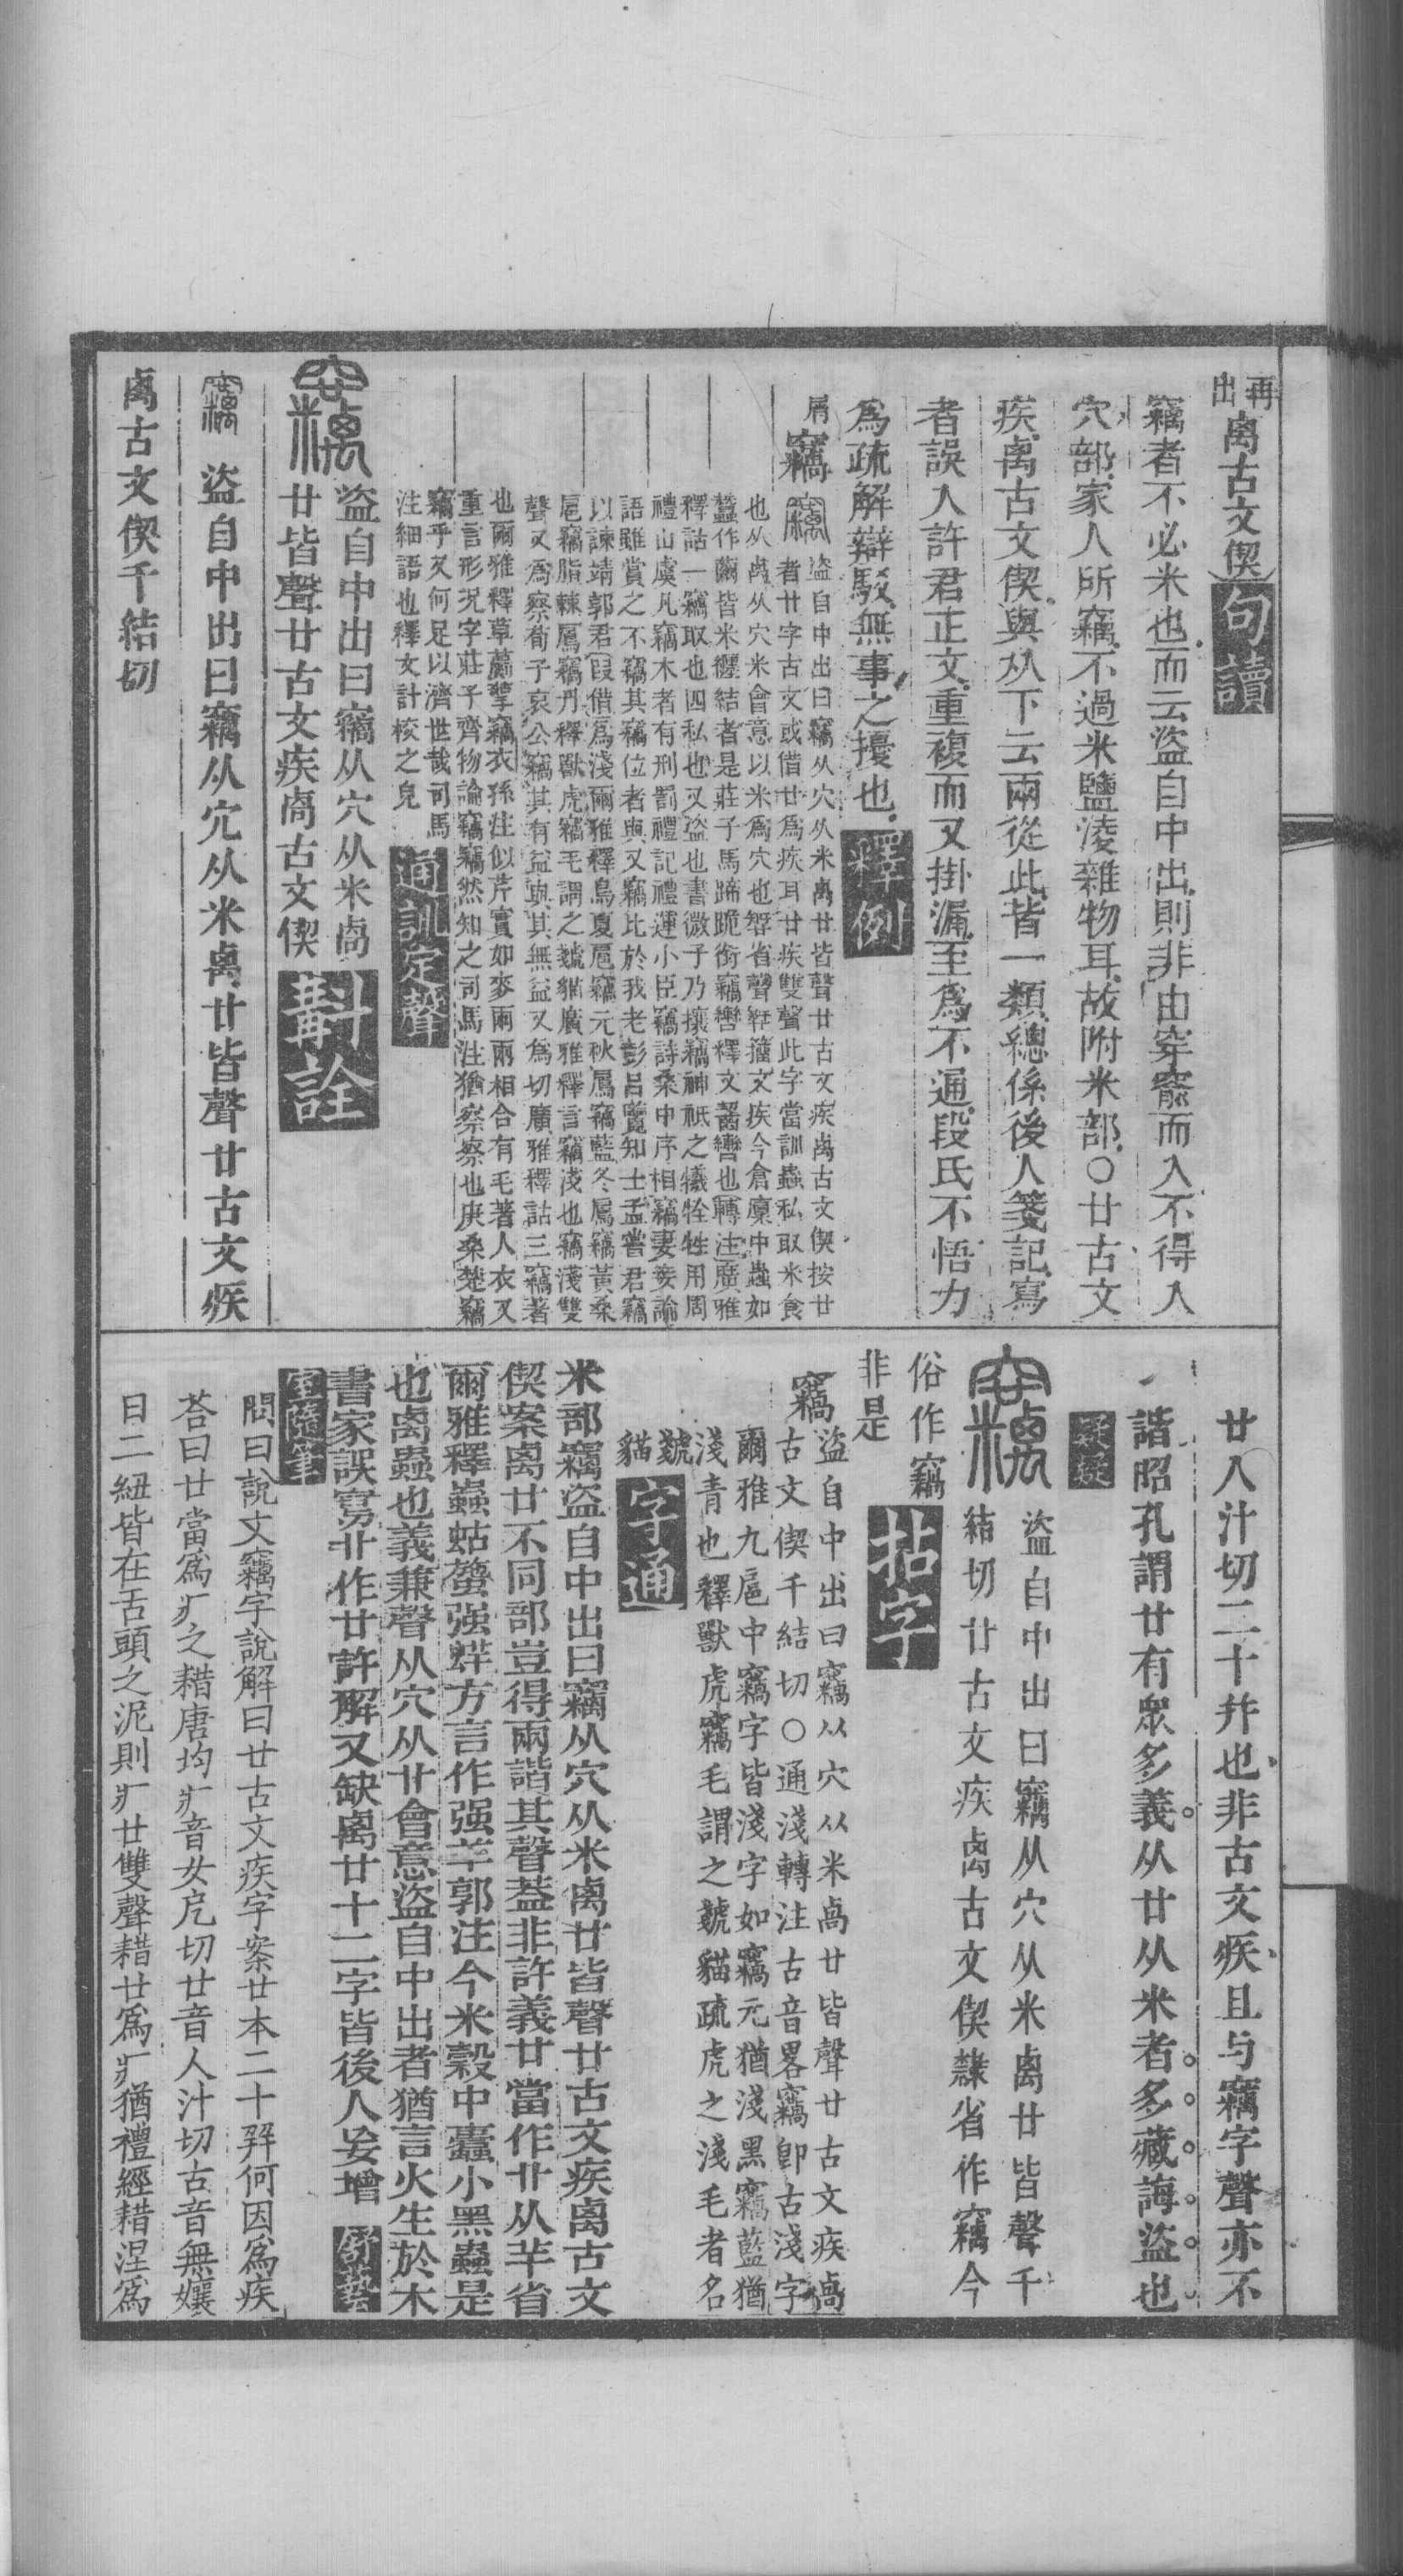 再出
禼古文偰句讀
竊者不必米也而云盜自中出則非由穿窬而入不得入
穴部家人所竊不過米鹽淩雜物耳故附米部○廿古文
疾禼古文偰與㕚下云兩從此皆一類總係後人箋記寫
者誤入許君正文重複而又掛漏至爲不通段氏不悟力
爲疏解辯駁無事之擾也釋例
屑竊
盜自中出曰竊从穴从米禼廿皆聲廿古文疾禼古文偰按廿
者廿字古文或借廿爲疾耳廿疾雙聲此字當訓蟲私取米食
也从禼从穴米會意以米爲穴也㿱省聲籀文疾今倉廩中蟲如
蠶作繭皆米纏結者是莊子馬蹄詭銜竊轡釋文齧轡也轉注廣雅
釋詁一竊取也四私也又盜也書微子乃攘竊神祇之犧牷牲用周
禮山虞凡竊木者有刑罰禮記禮運小臣竊詩桑中序相竊妻妾論
語雖賞之不竊其竊位者與又竊比於我老彭呂覽知士孟嘗君竊
以諫靖郭君叚借爲淺爾雅釋鳥夏扈竊元秋扈竊藍冬扈竊黃桑
扈竊脂棘扈竊丹釋獸虎竊毛謂之虦貓廣雅釋言竊淺也竊淺雙
聲又爲察荀子哀公竊其有益與其無益又爲切廣雅釋詁三竊著
也爾雅釋草蘮蒘竊衣孫注似芹實如麥兩兩相合有毛著人衣又
重言形況字莊子齊物論竊竊然知之司馬注猶察察也庚桑楚竊
竊乎又何足以濟世哉司馬
注細語也釋文計校之皃通訓定聲
盜自中出曰竊从穴从米禼
廿皆聲廿古文疾禼古文偰斠詮
盜自中出曰竊从穴从米禼廿皆聲廿古文疾
禼古文偰千結切
廿人汁切二十幷也非古文疾且与竊字聲亦不
諧昭孔謂廿有衆多義从廿从米者多藏誨盜也
盜自中出曰竊从穴从米禼廿皆聲千
結切廿古文疾禼古文偰隸省作竊今
俗作竊
非是拈字
竊
盜自中出曰竊从穴从米禼廿皆聲廿古文疾禼
古文偰千結切○通淺轉注古音畧竊卽古淺字
爾雅九扈中竊字皆淺字如竊元猶淺黑竊藍猶
淺青也釋獸虎竊毛謂之虦貓疏虎之淺毛者名
虦貓字通
米部竊盜自中出曰竊从穴从米禼廿皆聲廿古文疾禼古文
偰案禼廿不同部豈得兩諧其聲葢非許義廿當作𦍌从羊省
爾雅釋蟲蛄䗐强蛘方言作强羊郭注今米穀中蠹小黑蟲是
也禼蟲也義兼聲从穴从𦍌會意盜自中出者猶言火生於木
書家誤寫𦍌作廿許解又缺禼廿十二字皆後人妄增
問曰說文竊字說解曰廿古文疾字案廿本二十幷何因爲疾
荅曰廿當爲疒之耤唐均疒音女戹切廿音人汁切古音無孃
日二紐皆在舌頭之泥則疒廿雙聲耤廿爲疒猶禮經耤湼爲